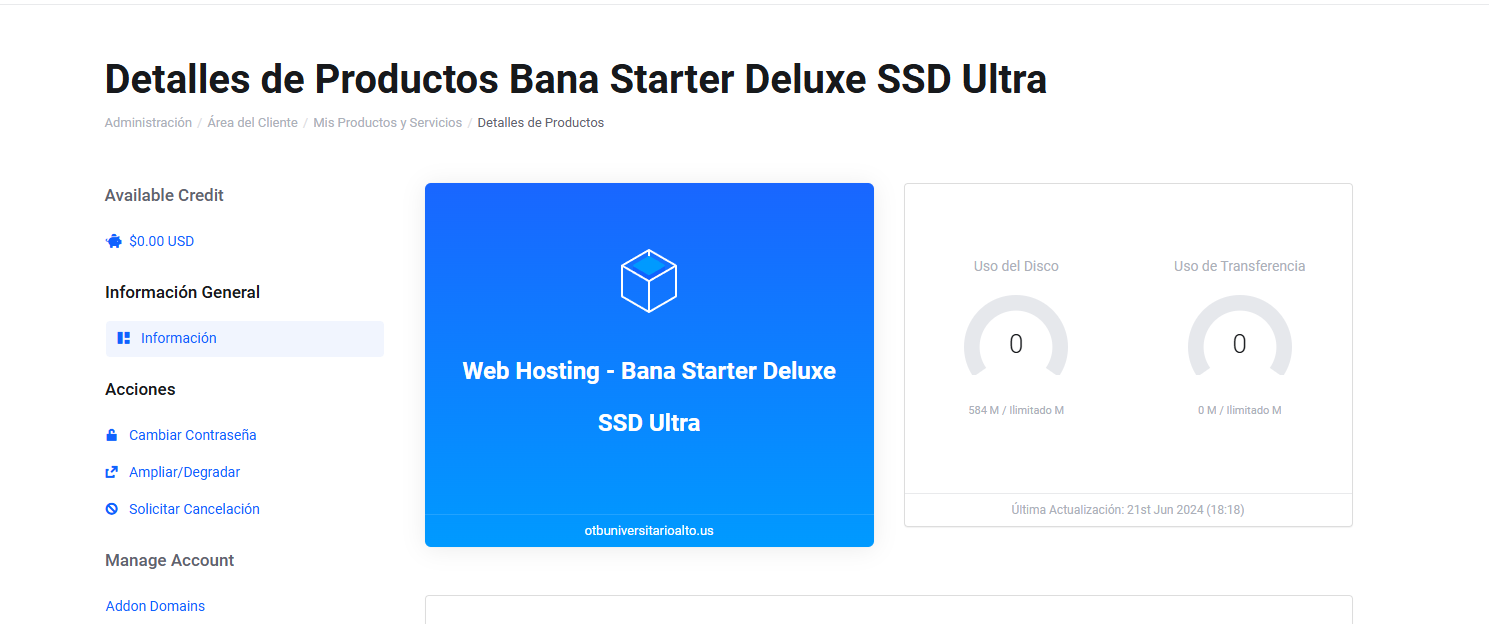 Detalles de Productos Bana Starter Deluxe SSD Ultra
Administración / Área del Cliente / Mis Productos y Servicios / Detalles de Productos
Available Credit
$0.00 USD
Información General
Información
Acciones
Cambiar Contraseña
Ampliar/Degradar
Solicitar Cancelación
Manage Account
Addon Domains
Web Hosting - Bana Starter Deluxe
SSD Ultra
otbuniversitarioalto.us
Uso del Disco
0
584 M / Ilimitado M
Uso de Transferencia
0
0 M / Ilimitado M
Última Actualización: 21st Jun 2024 (18:18)